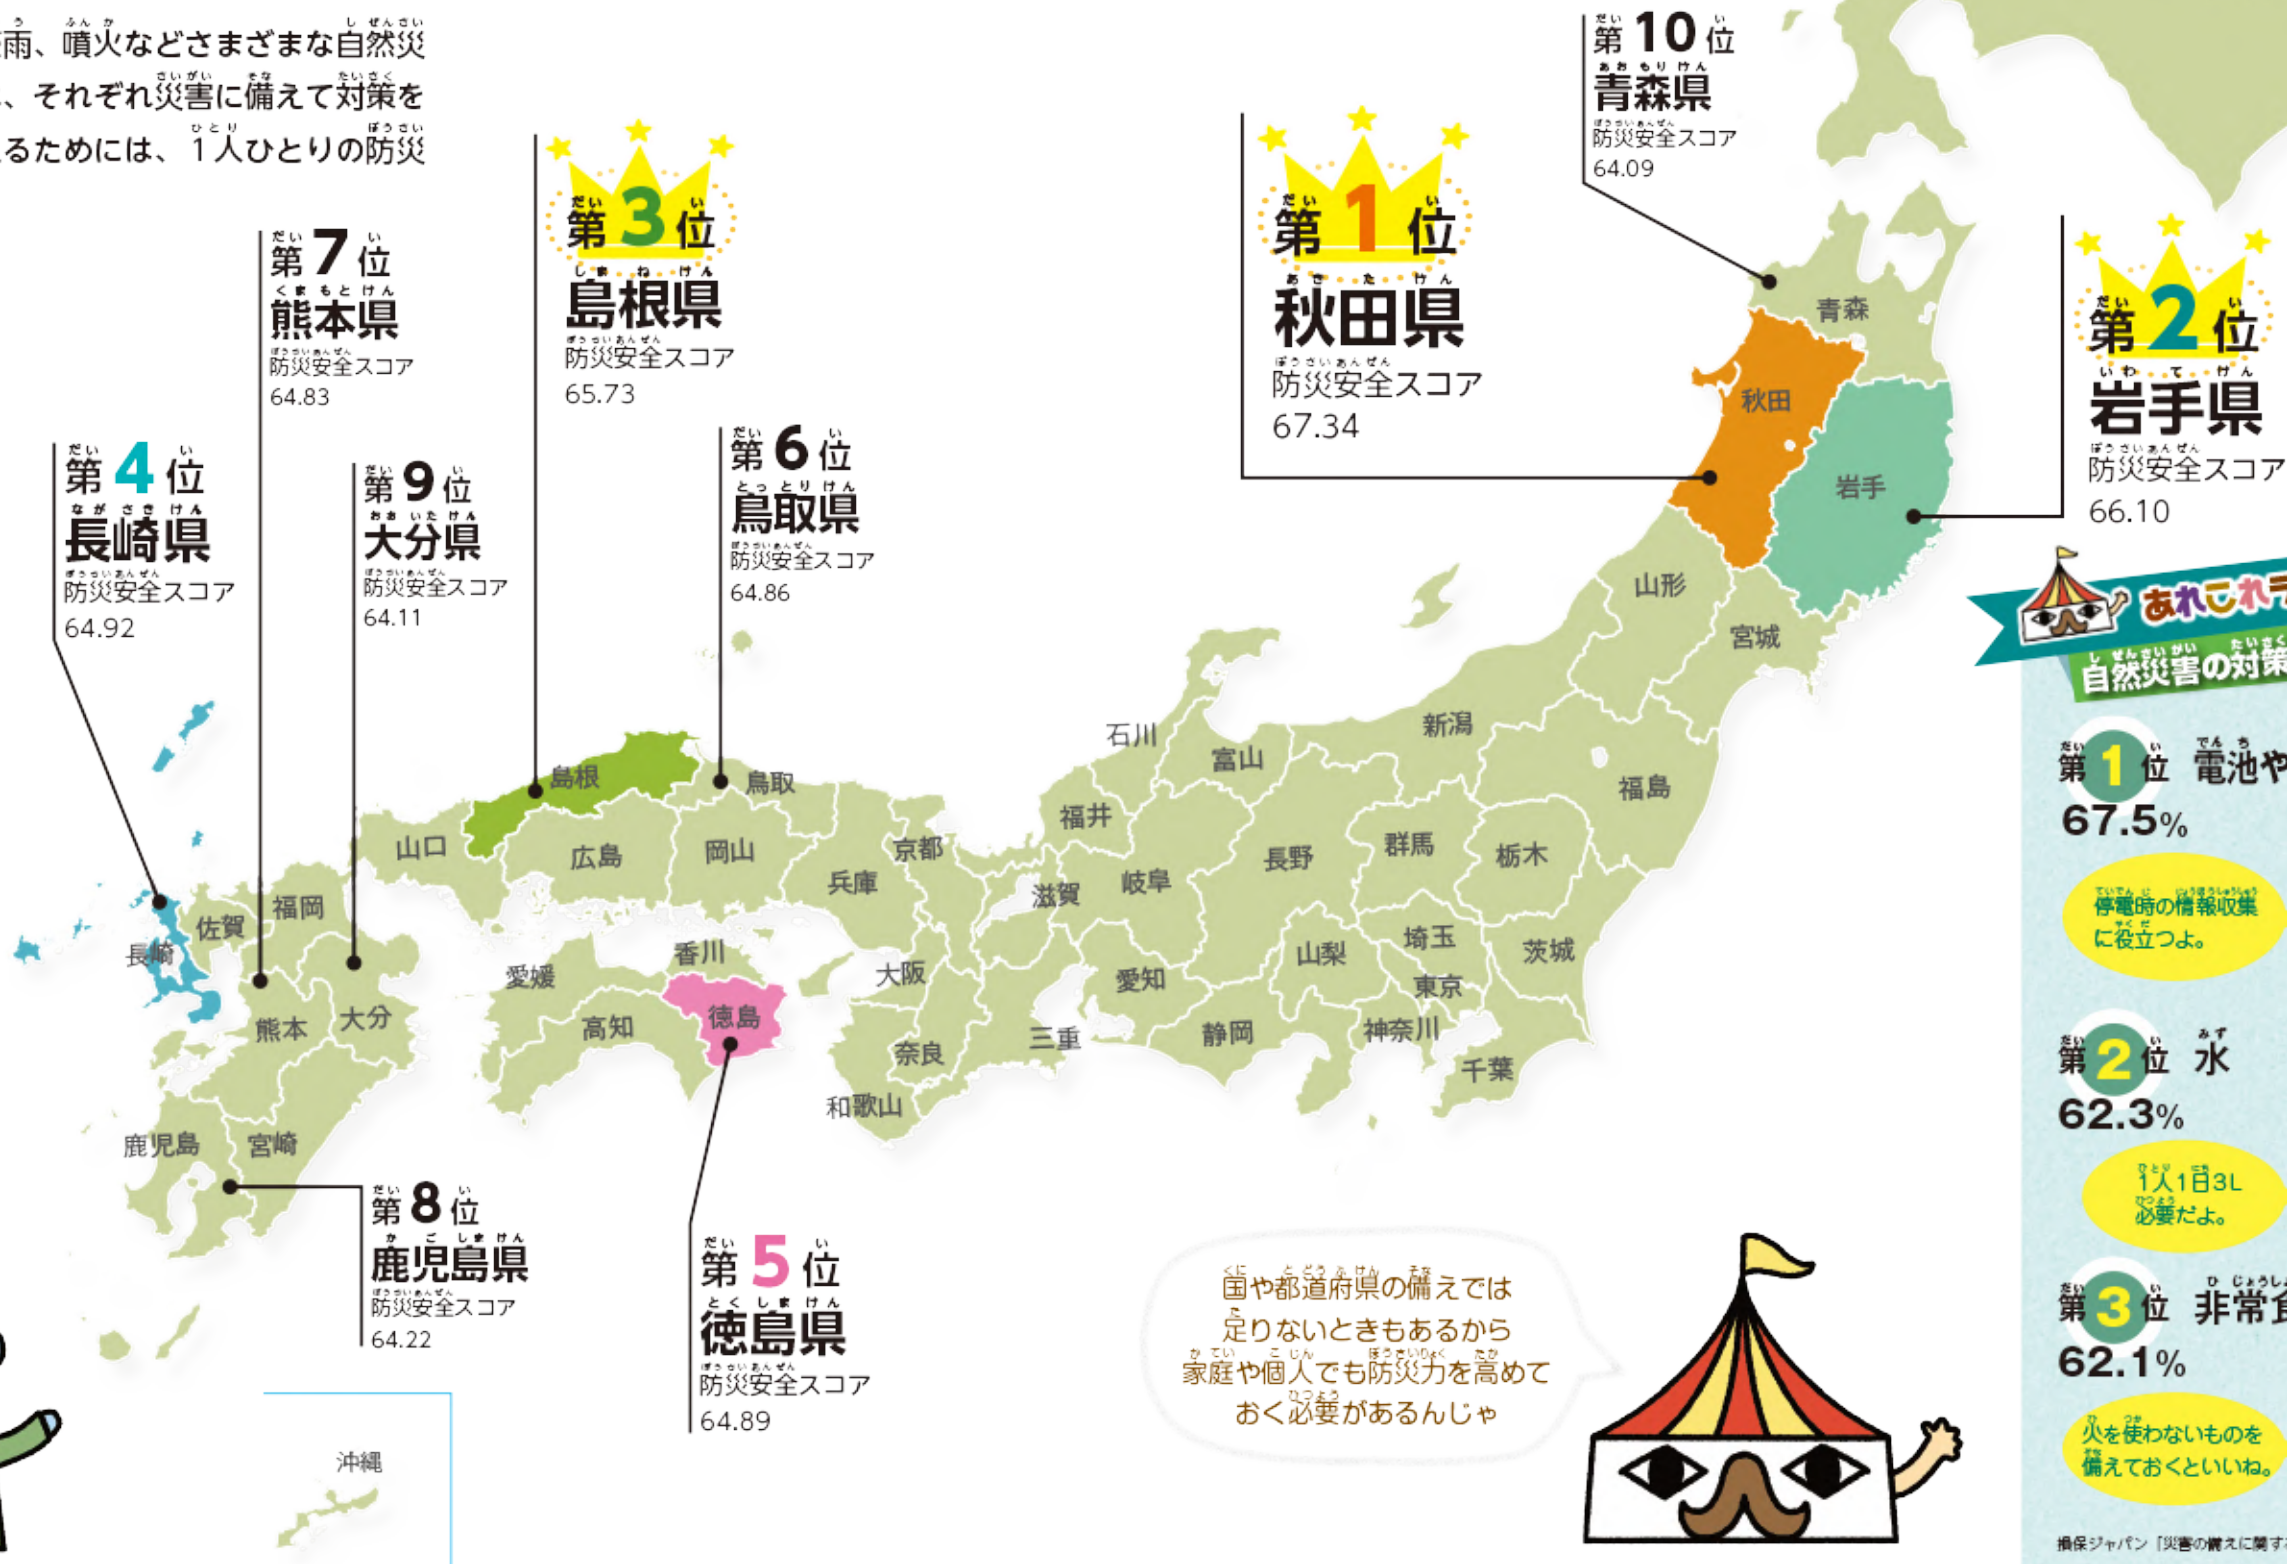 雨、噴火などさまざまな自然災
、それぞれ災害に備えて対策を
るためには、1人ひとりの防災
第10位
青森県
防災安全スコア
64.09
第1位
秋田県
防災安全スコア
67.34
第2位
岩手県
防災安全スコア
66.10
第3位
島根県
防災安全スコア
65.73
第7位
熊本県
防災安全スコア
64.83
第4位
長崎県
防災安全スコア
64.92
第9位
大分県
防災安全スコア
64.11
第6位
鳥取県
防災安全スコア
64.86
第8位
鹿児島県
防災安全スコア
64.22
第5位
徳島県
防災安全スコア
64.89
青森
秋田
岩手
山形
宮城
新潟
福島
石川
富山
福井
長野
群馬
栃木
岐阜
滋賀
山梨
埼玉
茨城
東京
愛知
静岡
神奈川
千葉
三重
京都
兵庫
大阪
奈良
和歌山
鳥取
島根
岡山
広島
山口
香川
愛媛
高知
徳島
福岡
佐賀
長崎
熊本
大分
鹿児島
宮崎
沖縄
国や都道府県の備えでは
足りないときもあるから
家庭や個人でも防災力を高めて
おく必要があるんじゃ
あれこれ
自然災害の対策
第1位 電池や
67.5%
停電時の情報収集
に役立つよ。
第2位 水
62.3%
1人1日3L
必要だよ。
第3位 非常食
62.1%
火を使わないものを
備えておくといいね。
損保ジャパン「災害の備えに関す